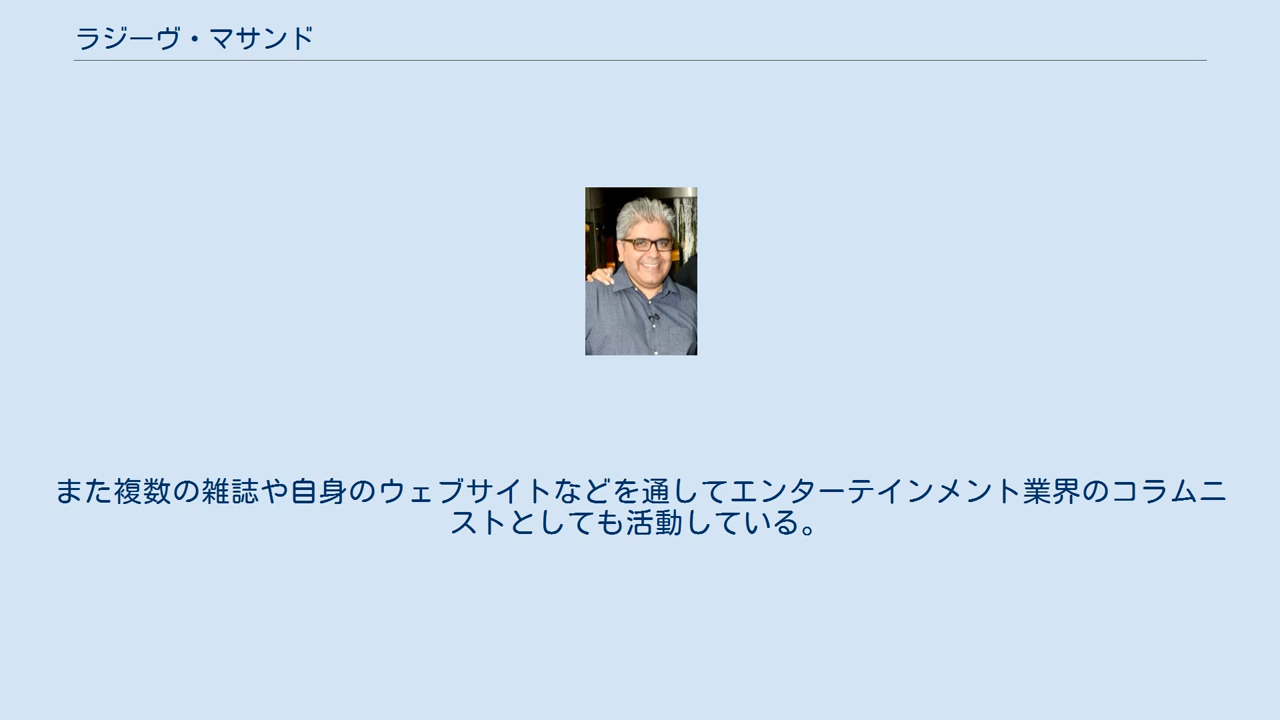 ラジーヴ・マサンド
また複数の雑誌や自身のウェブサイトなどを通してエンターテインメント業界のコラムニ
ストとしても活動している。